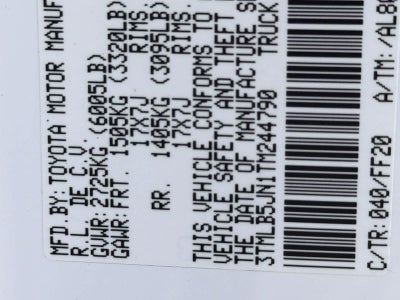 MFD.BY: TOYOTA MOTOR MANUF
R.L. DE C.V.
GVWR: 2725KG (6005LB)
GAWR: FRT. 1505KG (3320LB)
17X7J RIMS,
RR. 1405KG (3095LB)
17X7J RIMS,
THIS VEHICLE CONFORMS TO
VEHICLE SAFETY AND THEFT
THE DATE OF MANUFACTURE S
3TMLB5JN1TM244790 TRUCK
C/TR: 040/FF20 A/TM: /AL8